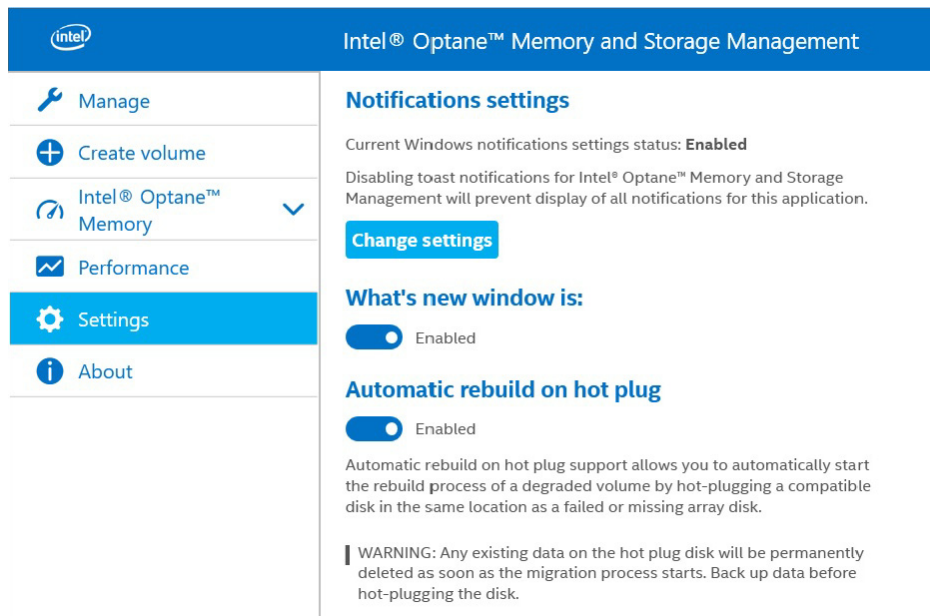 intel
Intel® Optane™ Memory and Storage Management
Manage
Create volume
Intel® Optane™
Memory
Performance
Settings
About
Notifications settings
Current Windows notifications settings status: Enabled
Disabling toast notifications for Intel® Optane™ Memory and Storage
Management will prevent display of all notifications for this application.
Change settings
What's new window is:
Enabled
Automatic rebuild on hot plug
Enabled
Automatic rebuild on hot plug support allows you to automatically start
the rebuild process of a degraded volume by hot-plugging a compatible
disk in the same location as a failed or missing array disk.
WARNING: Any existing data on the hot plug disk will be permanently
deleted as soon as the migration process starts. Back up data before
hot-plugging the disk.